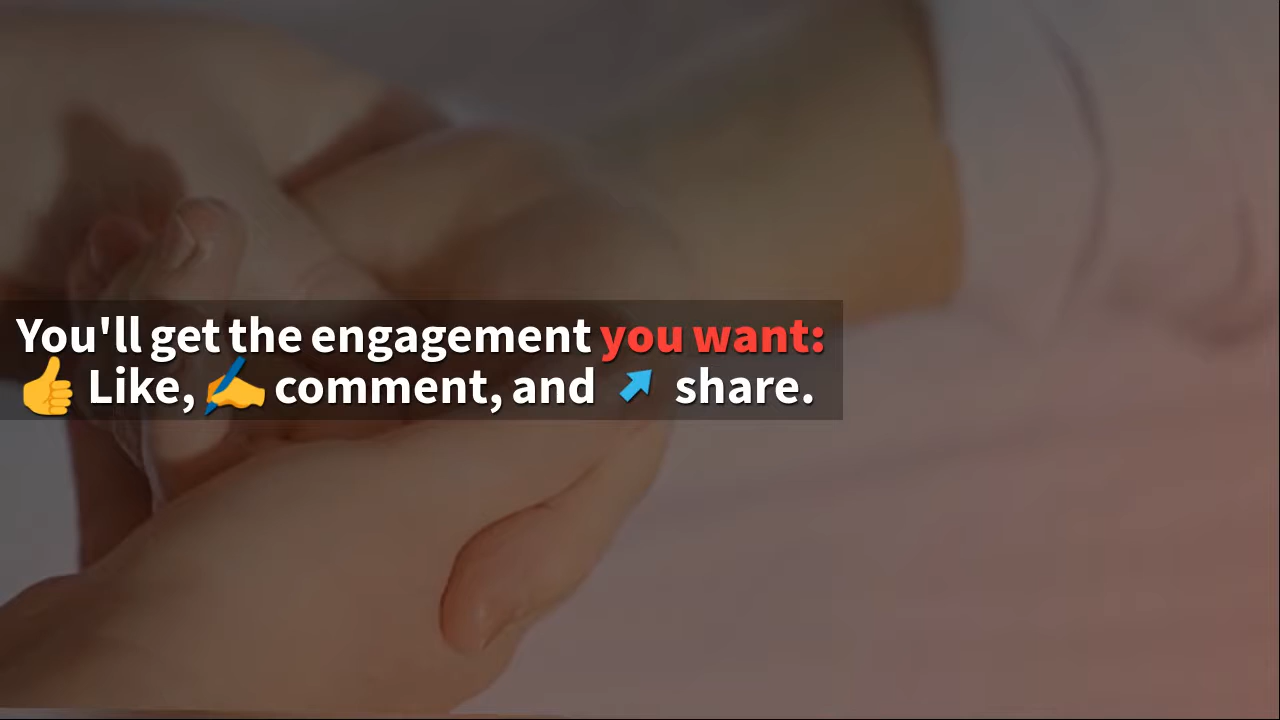 You'll get the engagement you want:
👍 Like, ✍ comment, and ↗ share.